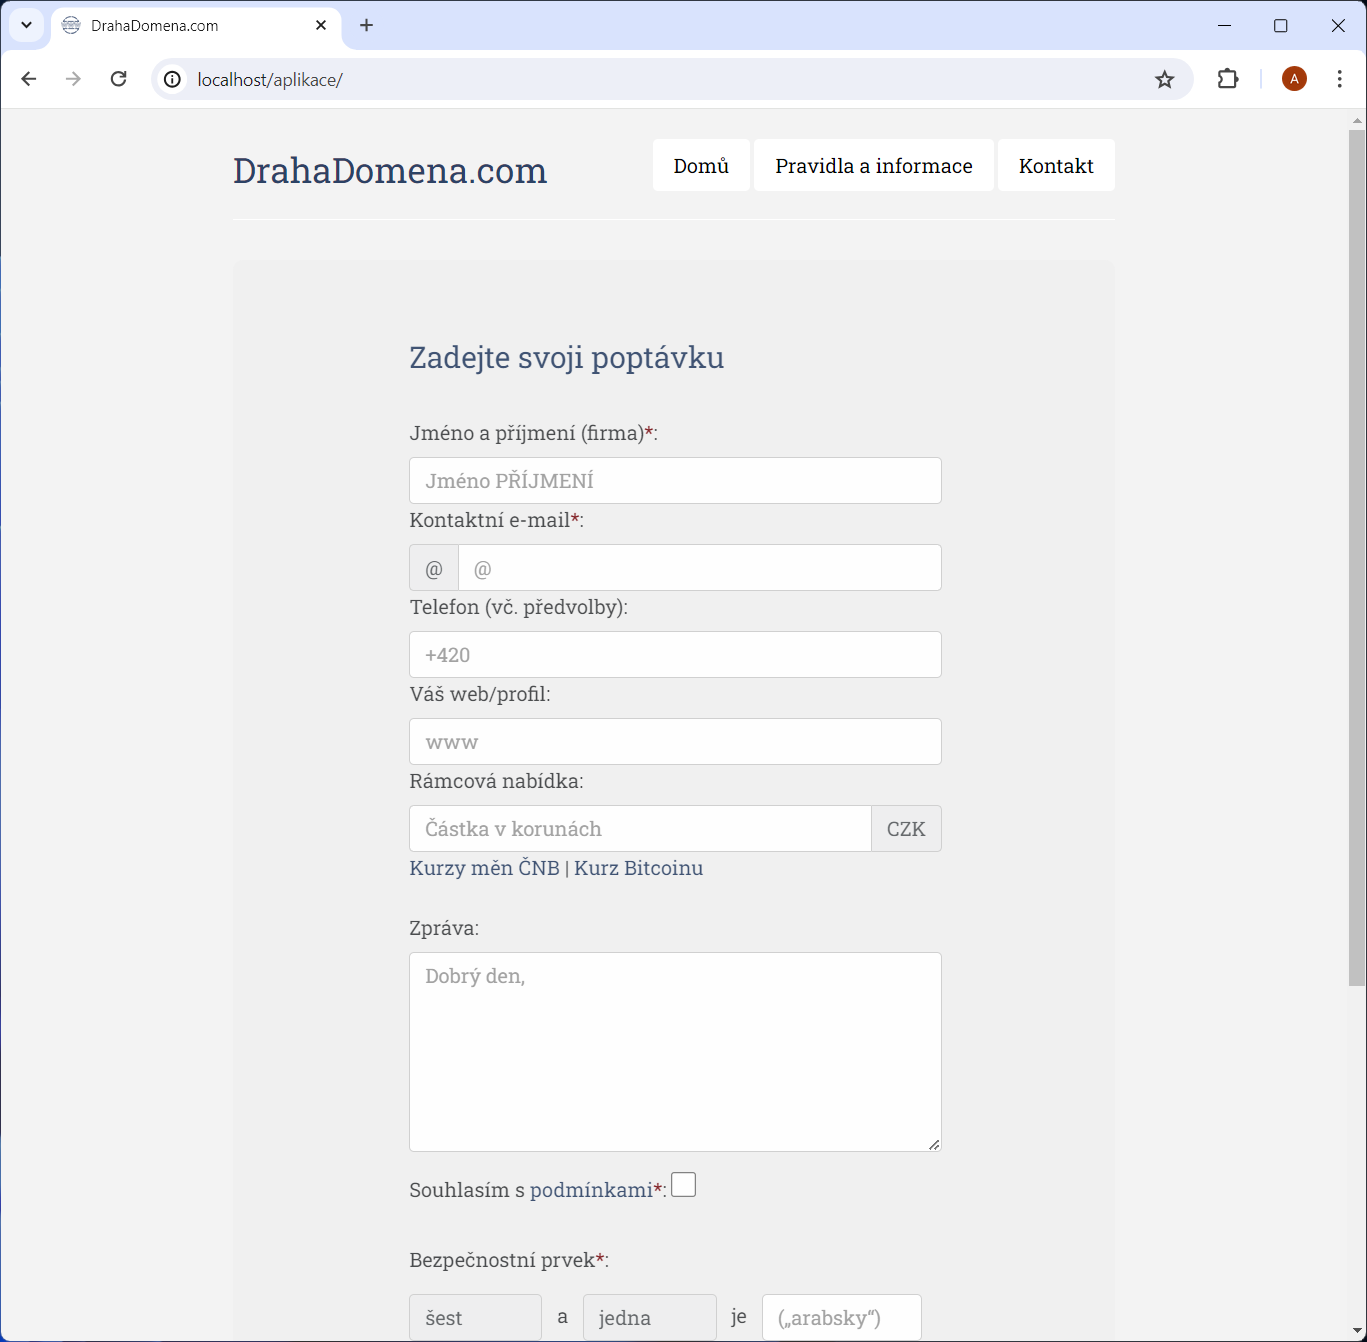 DrahaDomena.com
localhost/aplikace/
A
DrahaDomena.com
Domů
Pravidla a informace
Kontakt
Zadejte svoji poptávku
Jméno a příjmení (firma)*:
Jméno PŘÍJMENÍ
Kontaktní e-mail*:
@ @
Telefon (vč. předvolby):
+420
Váš web/profil:
www
Rámcová nabídka:
Částka v korunách CZK
Kurzy měn ČNB | Kurz Bitcoinu
Zpráva:
Dobrý den,
Souhlasím s podmínkami*:
Bezpečnostní prvek*:
šest a jedna je („arabsky“)